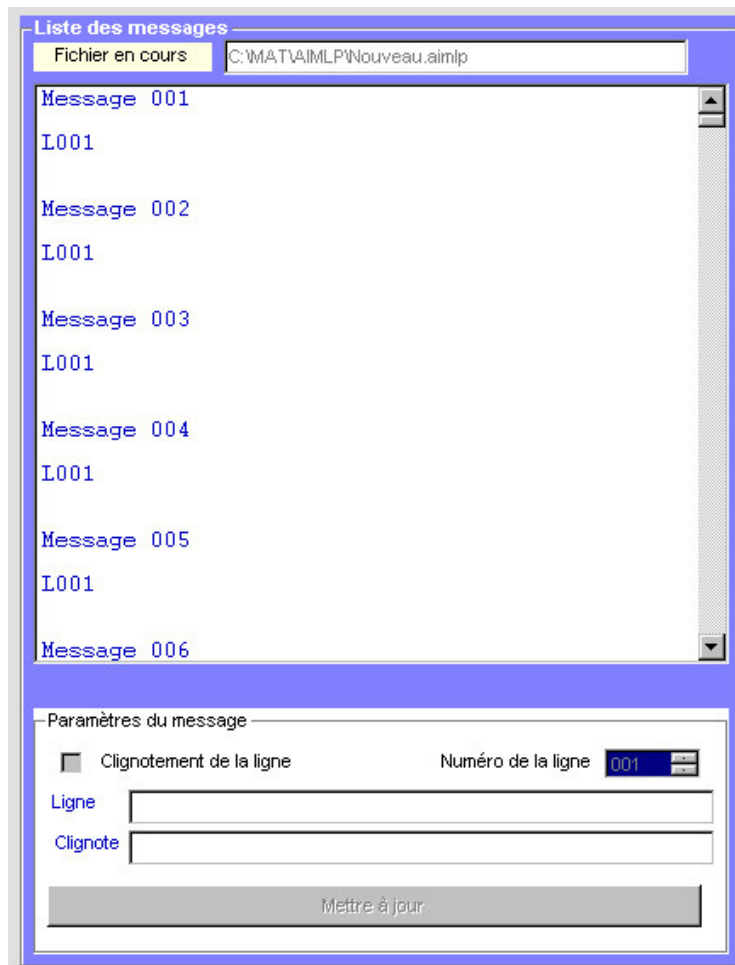 Liste des messages
Fichier en cours C:\MAT\AIMLP\Nouveau.aimlp
Message 001
L001
Message 002
L001
Message 003
L001
Message 004
L001
Message 005
L001
Message 006
Paramètres du message
Clignotement de la ligne Numéro de la ligne 001
Ligne
Clignote
Mettre à jour